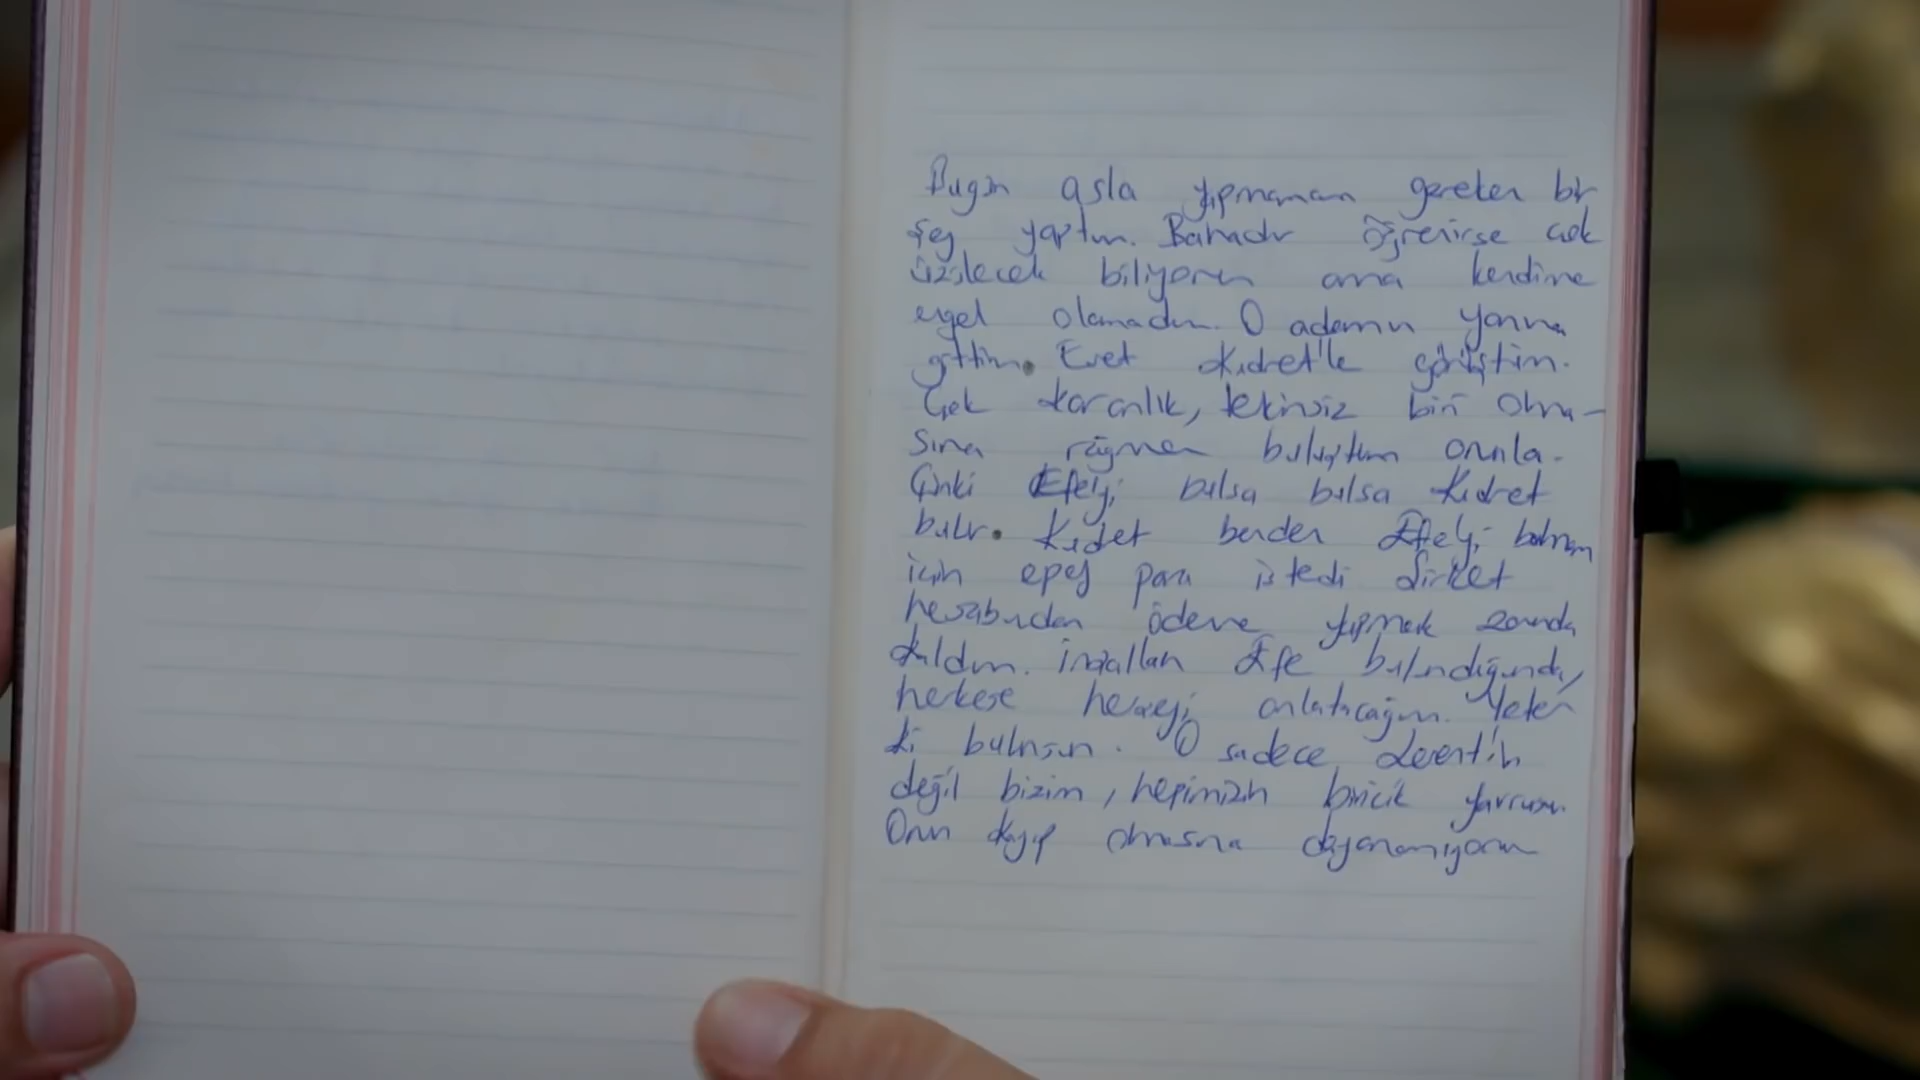 Bugün asla yapmamam gereken bir
şey yaptım. Bahadır öğrenirse çok
üzülecek biliyorum ama kendime
engel olamadım. O adamın yanına
gittim. Evet Kudret'le görüştüm.
Çok karanlık, tekinsiz biri olma-
sına rağmen buluştum onunla.
Çünkü Efe'yi bulsa bulsa Kudret
bulur. Kudret benden Efe'yi bulmam
için epey para istedi Şirket
hesabından ödeme yapmak zorunda
kaldım. İnşallah Efe bulunduğunda,
herkese herşeyi anlatacağım. Yeter
ki bulunsun. O sadece Levent'in
değil bizim, hepimizin biricik yavrusu.
Onun kayıp olmasına dayanamıyorum